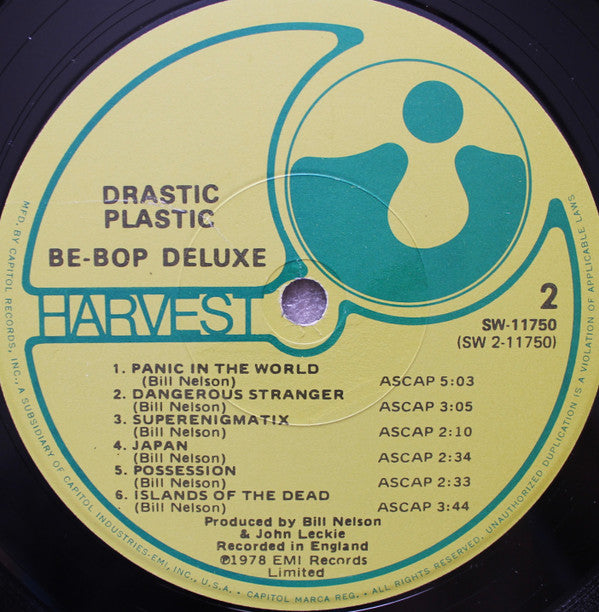 DRASTIC
PLASTIC
BE-BOP DELUXE
HARVEST
2
SW-11750
(SW 2-11750)
1. PANIC IN THE WORLD
(Bill Nelson) ASCAP 5:03
2. DANGEROUS STRANGER
(Bill Nelson) ASCAP 3:05
3. SUPERENIGMATIX
(Bill Nelson) ASCAP 2:10
4. JAPAN
(Bill Nelson) ASCAP 2:34
5. POSSESSION
(Bill Nelson) ASCAP 2:33
6. ISLANDS OF THE DEAD
(Bill Nelson) ASCAP 3:44
Produced by Bill Nelson
& John Leckie
Recorded in England
℗1978 EMI Records
Limited
MFD. BY CAPITOL RECORDS, INC., A SUBSIDIARY OF CAPITOL INDUSTRIES-EMI, INC., U.S.A. • CAPITOL MARCA REG. • ALL RIGHTS RESERVED. UNAUTHORIZED DUPLICATION IS A VIOLATION OF APPLICABLE LAWS